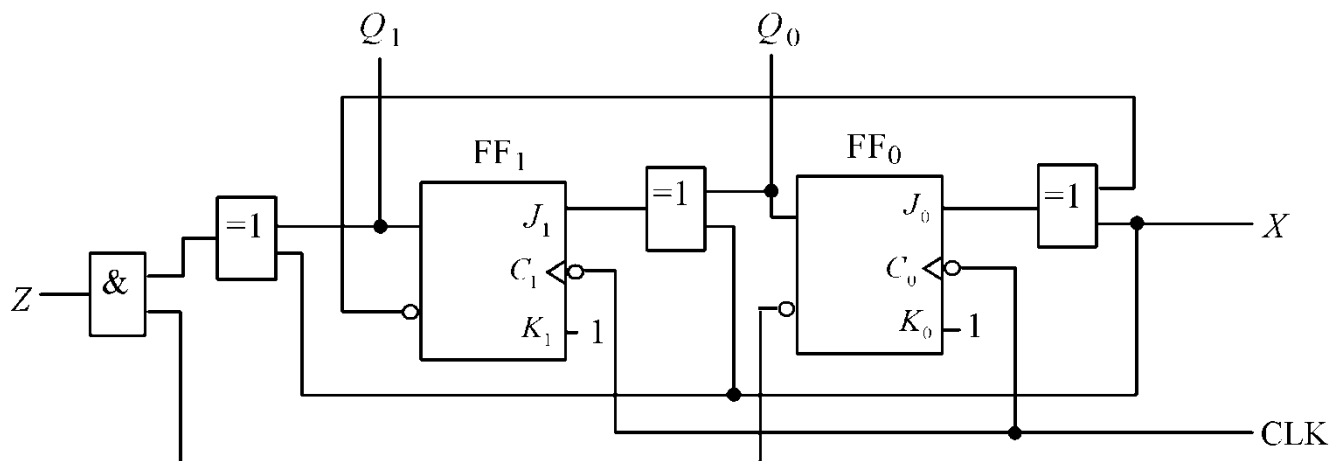 Q₁ Q₀
FF₁ FF₀
=1 J₁ =1 J₀ =1
X
& C₁ C₀
Z
K₁ 1 K₀ 1
CLK